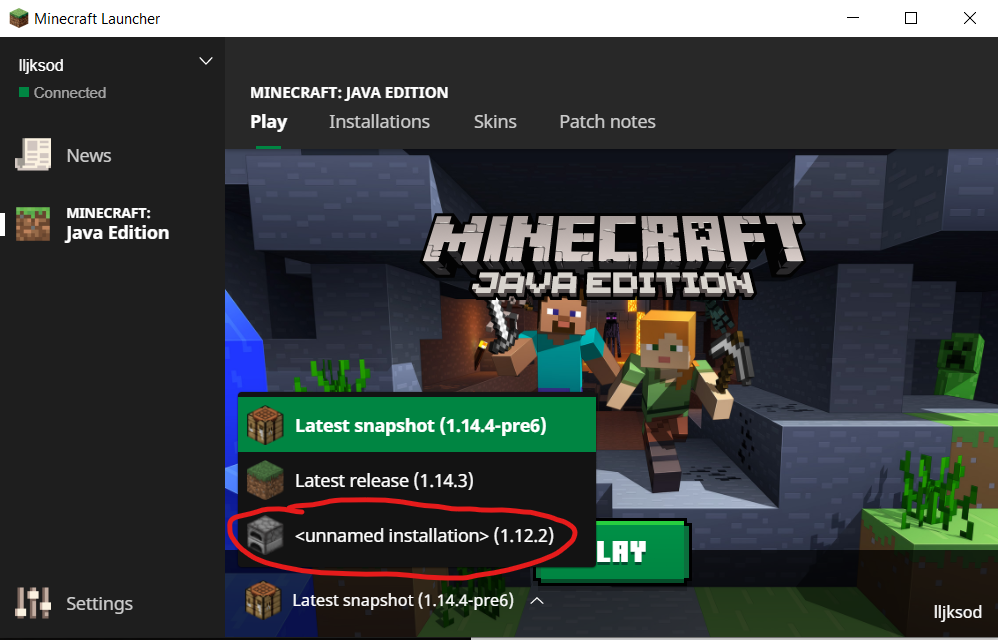 Minecraft Launcher
lljksod
Connected
News
MINECRAFT:
Java Edition
Settings
MINECRAFT: JAVA EDITION
Play Installations Skins Patch notes
MINECRAFT
JAVA EDITION
Latest snapshot (1.14.4-pre6)
Latest release (1.14.3)
<unnamed installation> (1.12.2)
LAY
Latest snapshot (1.14.4-pre6)
lljksod